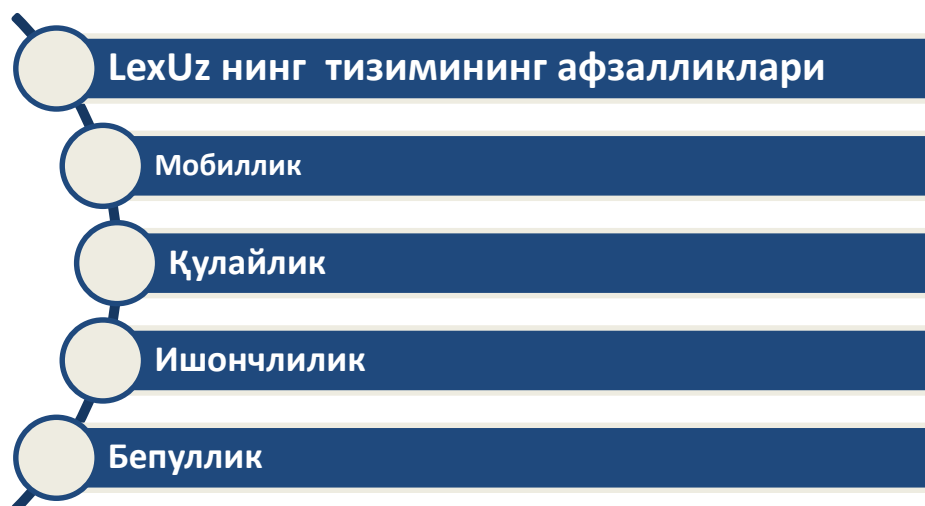 LexUz нинг тизимининг афзалликлари
Мобиллик
Қулайлик
Ишончлилик
Бепуллик